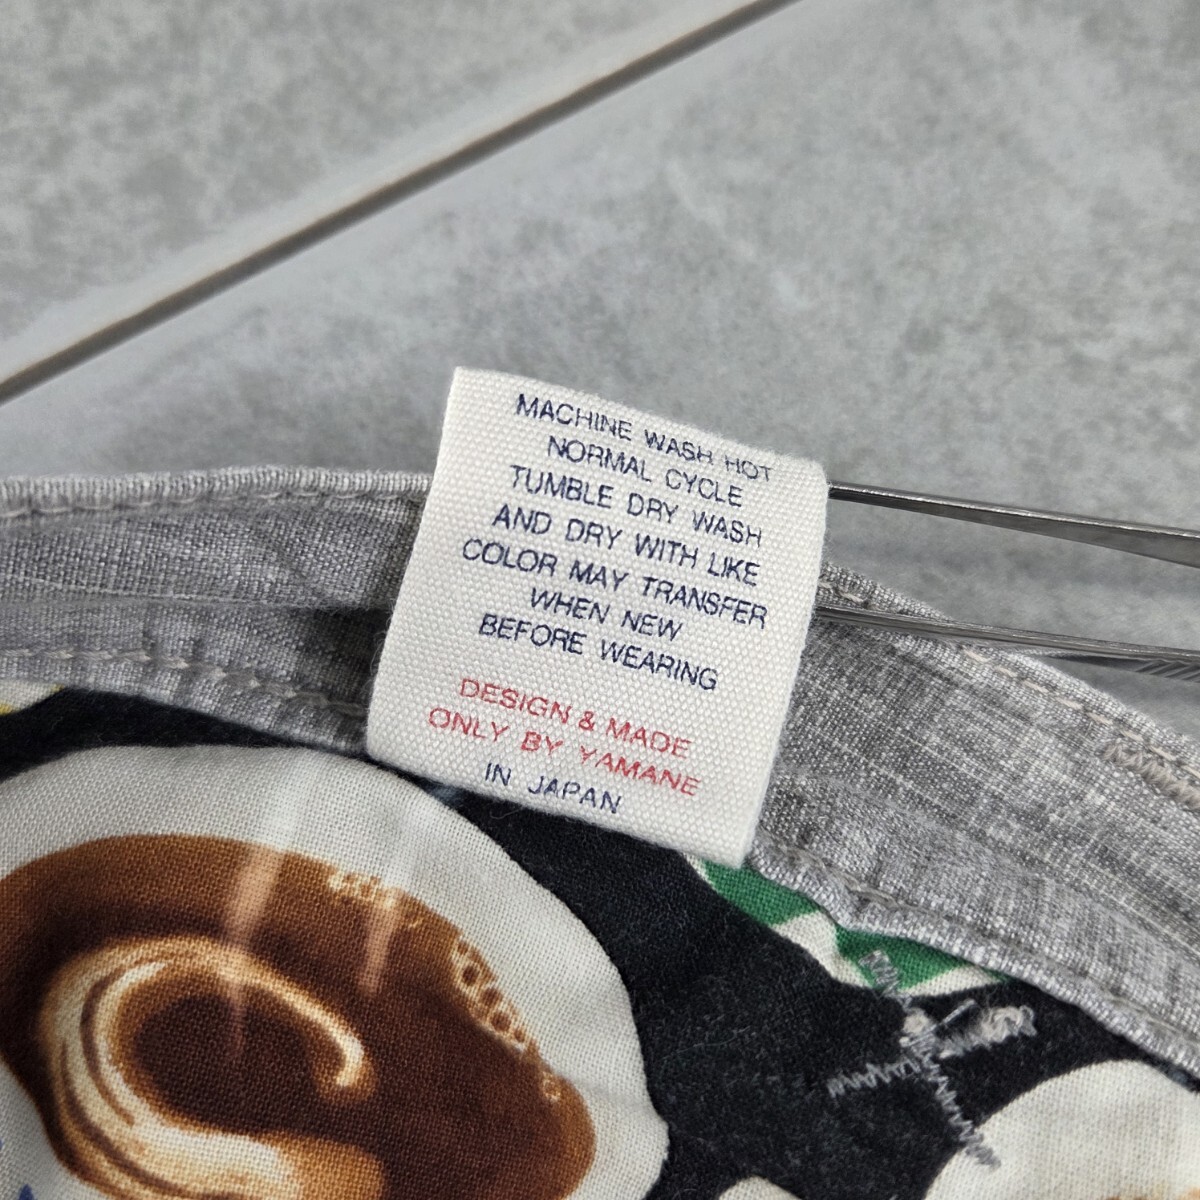 MACHINE WASH HOT
NORMAL CYCLE
TUMBLE DRY WASH
AND DRY WITH LIKE
COLOR MAY TRANSFER
WHEN NEW
BEFORE WEARING
DESIGN & MADE
ONLY BY YAMANE
IN JAPAN